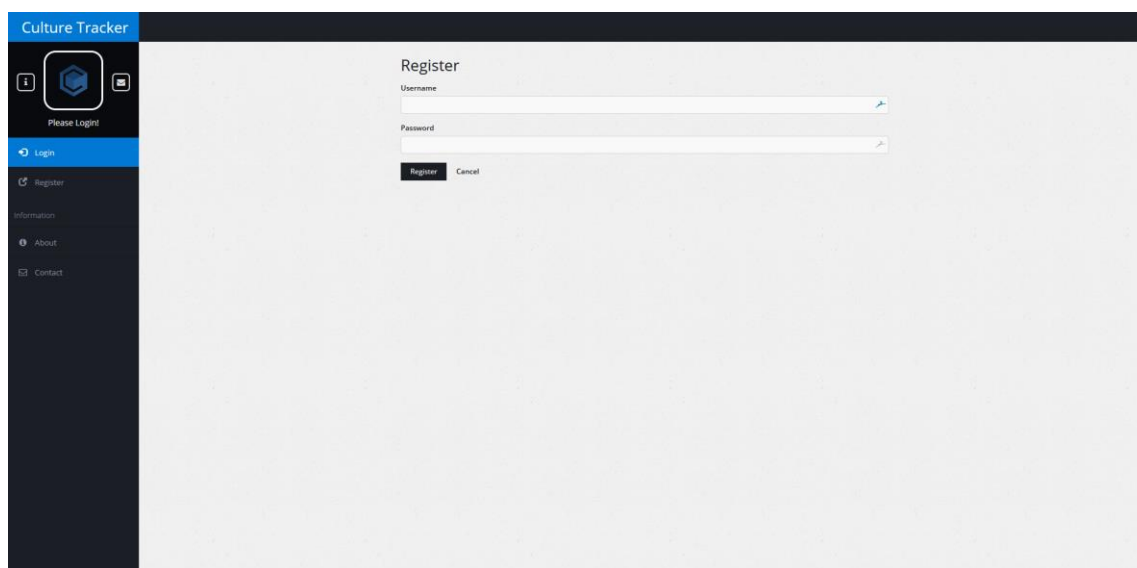 Culture Tracker
Please Login!
Login
Register
Information
About
Contact
Register
Username
Password
Register Cancel